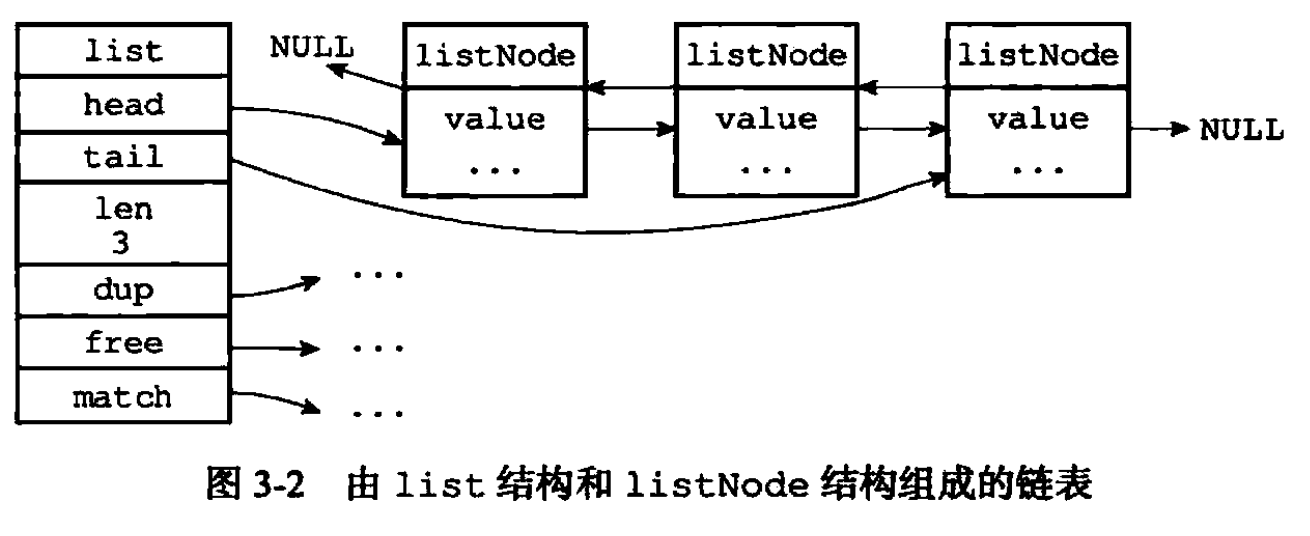 list
head
tail
len
3
dup
free
match
NULL
listNode
value
...
listNode
value
...
listNode
value
...
NULL
...
...
...
图 3-2 由 list 结构和 listNode 结构组成的链表